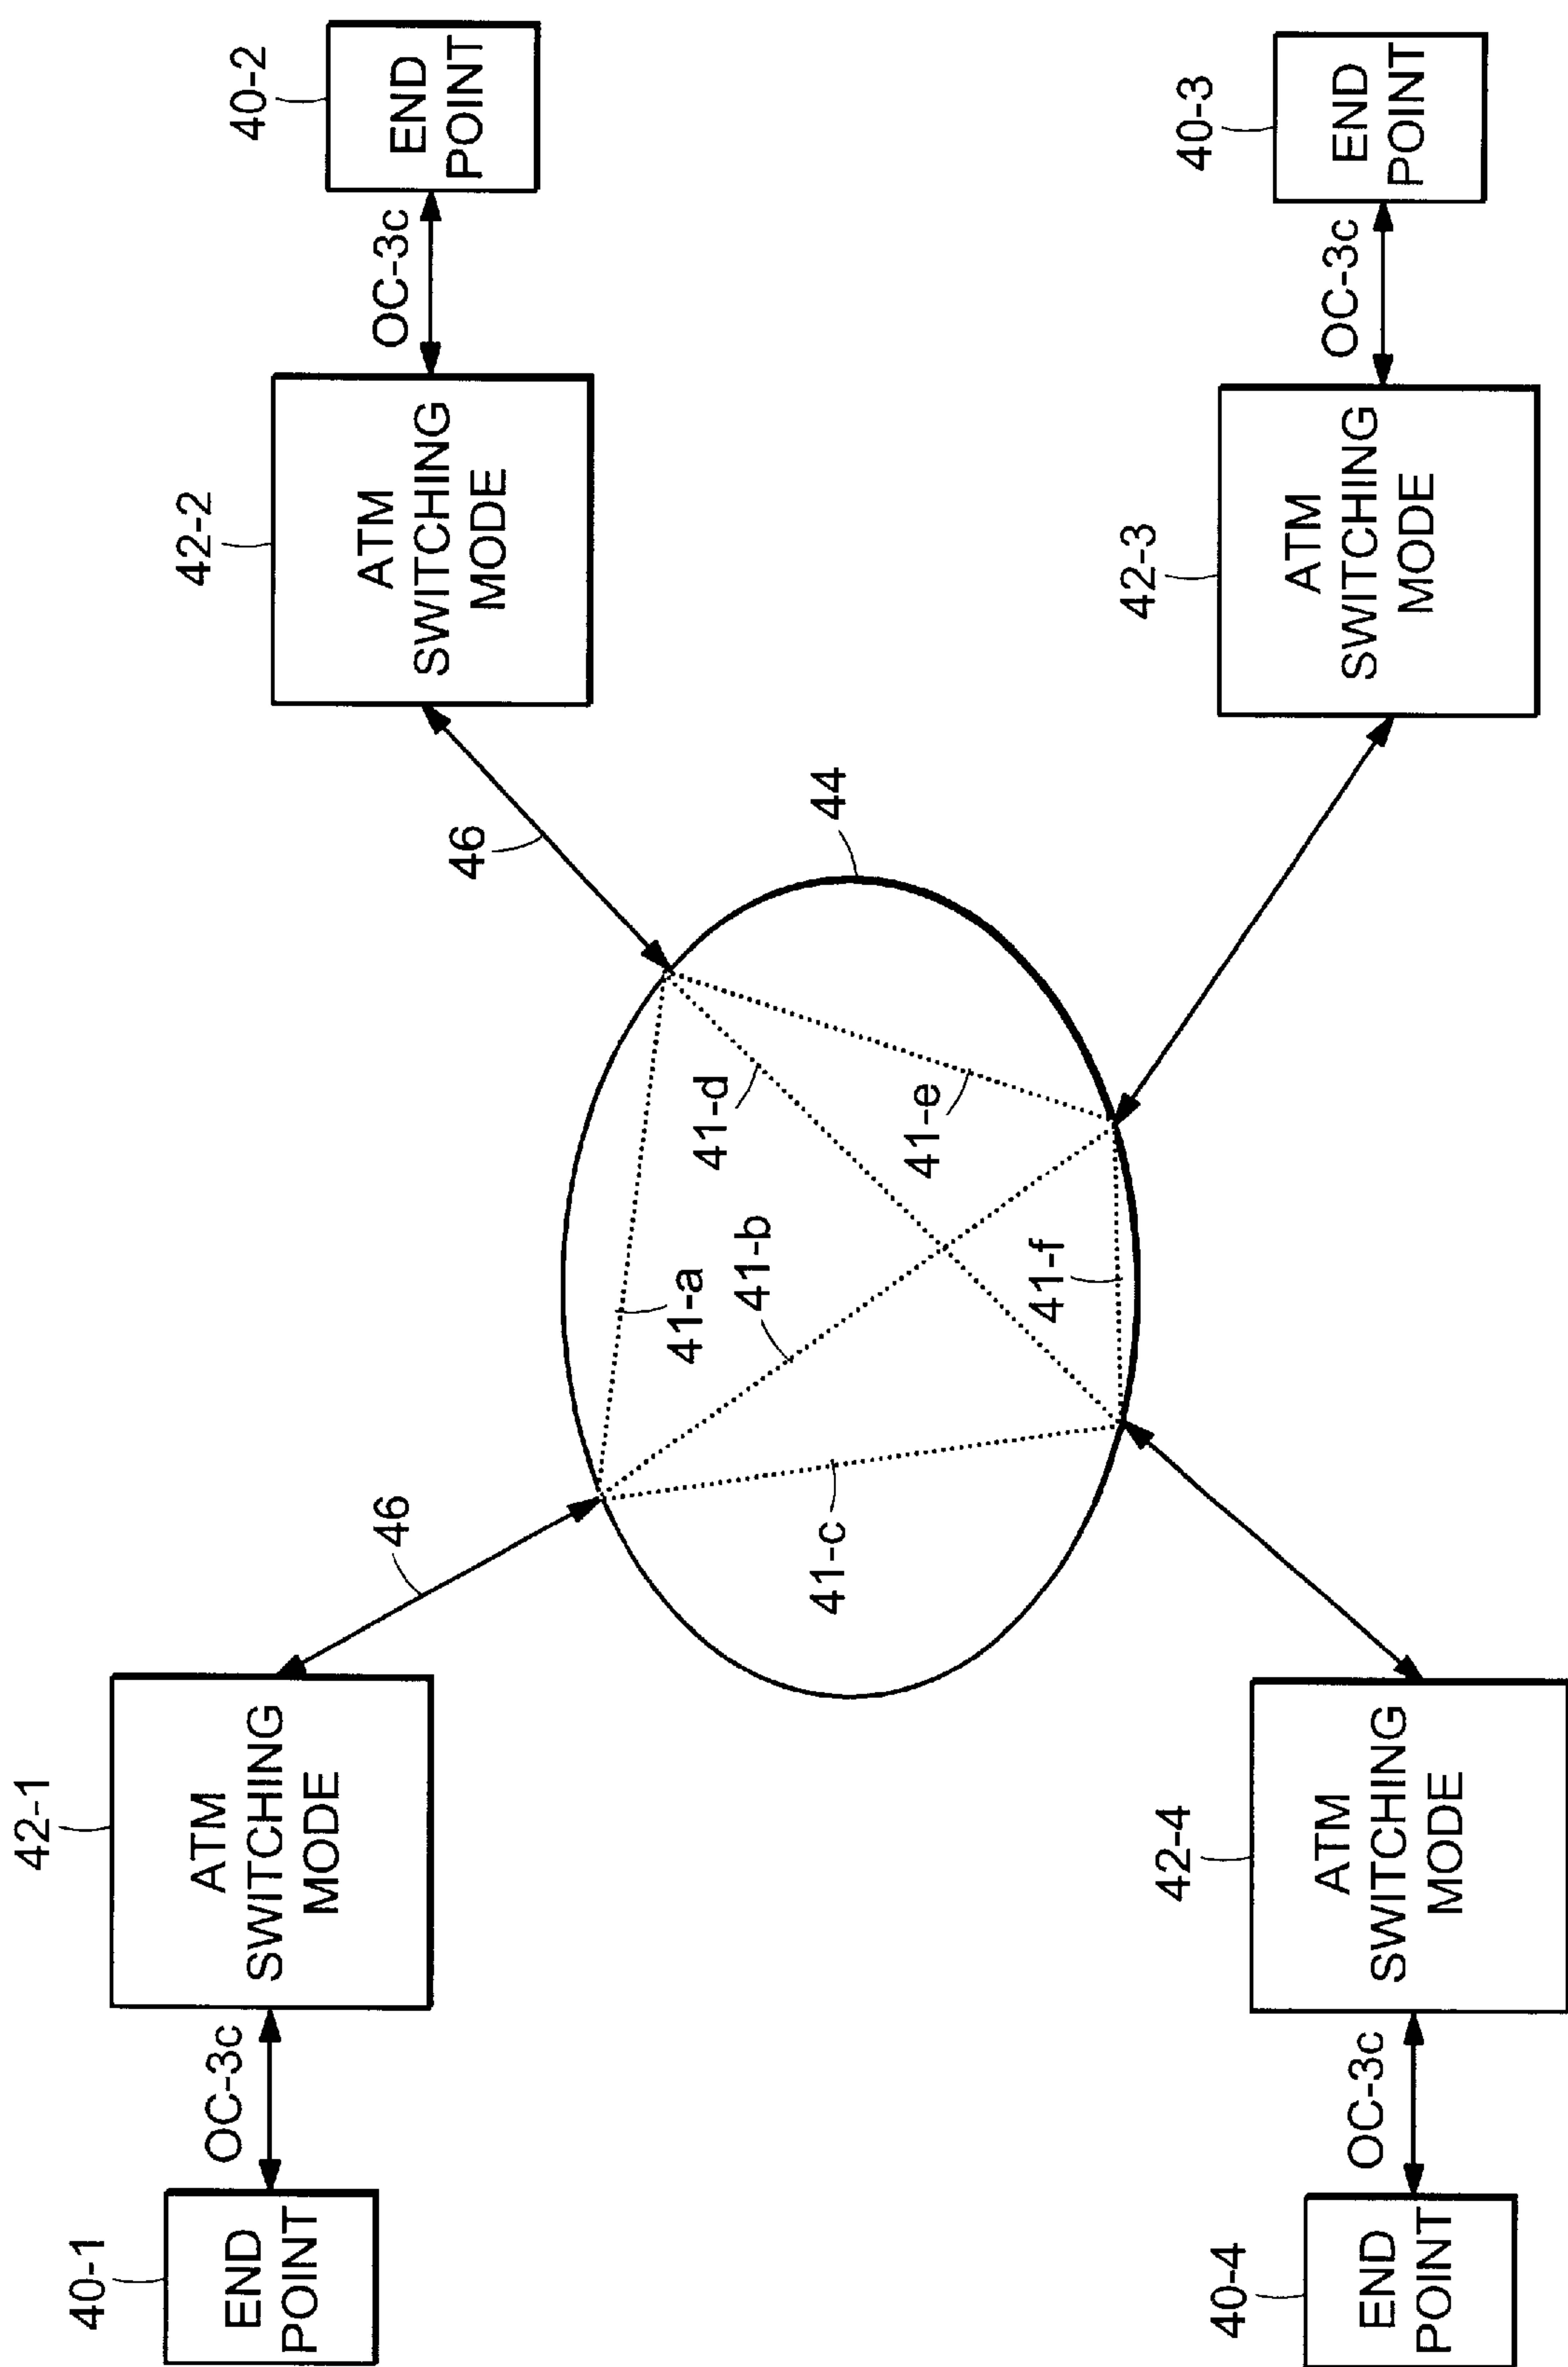 42-1
40-1
END
POINT
OC-3c
ATM
SWITCHING
MODE
46
42-2
ATM
SWITCHING
MODE
OC-3c
40-2
END
POINT
46
44
41-a
41-b
41-c
41-d
41-e
41-f
40-4
END
POINT
OC-3c
42-4
ATM
SWITCHING
MODE
42-3
ATM
SWITCHING
MODE
OC-3c
40-3
END
POINT